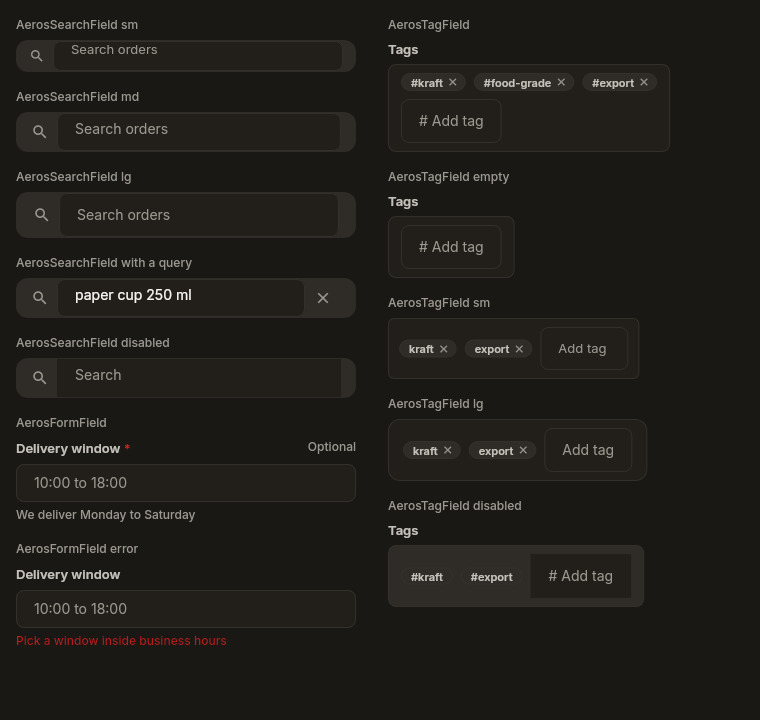 AerosSearchField sm
Search orders
AerosSearchField md
Search orders
AerosSearchField lg
Search orders
AerosSearchField with a query
paper cup 250 ml
AerosSearchField disabled
Search
AerosFormField
Delivery window * Optional
10:00 to 18:00
We deliver Monday to Saturday
AerosFormField error
Delivery window
10:00 to 18:00
Pick a window inside business hours
AerosTagField
Tags
#kraft #food-grade #export
# Add tag
AerosTagField empty
Tags
# Add tag
AerosTagField sm
kraft export Add tag
AerosTagField lg
kraft export Add tag
AerosTagField disabled
Tags
#kraft #export # Add tag